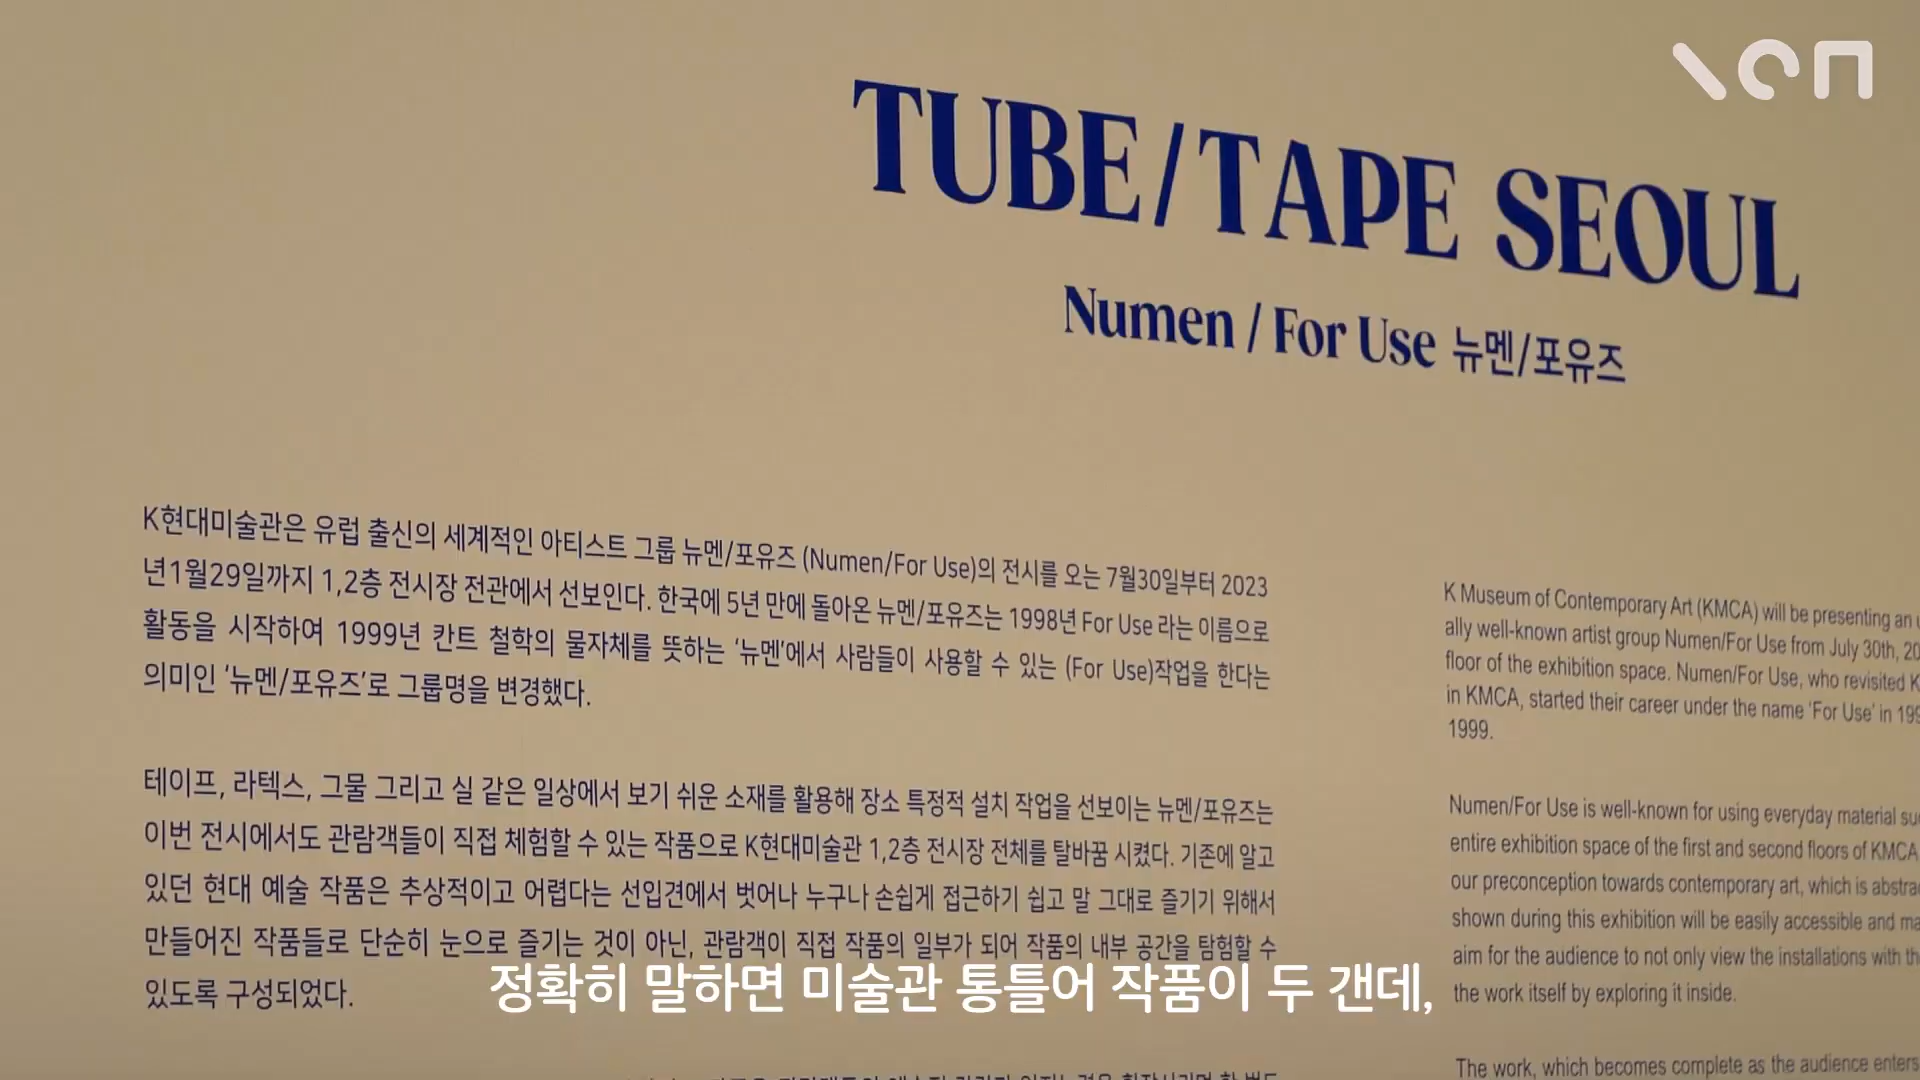 TUBE/TAPE SEOUL
Numen / For Use 뉴멘/포유즈
K현대미술관은 유럽 출신의 세계적인 아티스트 그룹 뉴멘/포유즈 (Numen/For Use)의 전시를 오는 7월30일부터 2023
년1월29일까지 1,2층 전시장 전관에서 선보인다. 한국에 5년 만에 돌아온 뉴멘/포유즈는 1998년 For Use 라는 이름으로
활동을 시작하여 1999년 칸트 철학의 물자체를 뜻하는 ‘뉴멘’에서 사람들이 사용할 수 있는 (For Use)작업을 한다는
의미인 ‘뉴멘/포유즈’로 그룹명을 변경했다.
테이프, 라텍스, 그물 그리고 실 같은 일상에서 보기 쉬운 소재를 활용해 장소 특정적 설치 작업을 선보이는 뉴멘/포유즈는
이번 전시에서도 관람객들이 직접 체험할 수 있는 작품으로 K현대미술관 1,2층 전시장 전체를 탈바꿈 시켰다. 기존에 알고
있던 현대 예술 작품은 추상적이고 어렵다는 선입견에서 벗어나 누구나 손쉽게 접근하기 쉽고 말 그대로 즐기기 위해서
만들어진 작품들로 단순히 눈으로 즐기는 것이 아닌, 관람객이 직접 작품의 일부가 되어 작품의 내부 공간을 탐험할 수
있도록 구성되었다.
K Museum of Contemporary Art (KMCA) will be presenting an
ally well-known artist group Numen/For Use from July 30th, 20
floor of the exhibition space. Numen/For Use, who revisited K
in KMCA, started their career under the name ‘For Use’ in 199
1999.
Numen/For Use is well-known for using everyday material su
entire exhibition space of the first and second floors of KMCA
our preconception towards contemporary art, which is abstra
shown during this exhibition will be easily accessible and ma
aim for the audience to not only view the installations with th
the work itself by exploring it inside.
The work, which becomes complete as the audience enters
정확히 말하면 미술관 통틀어 작품이 두 갠데,